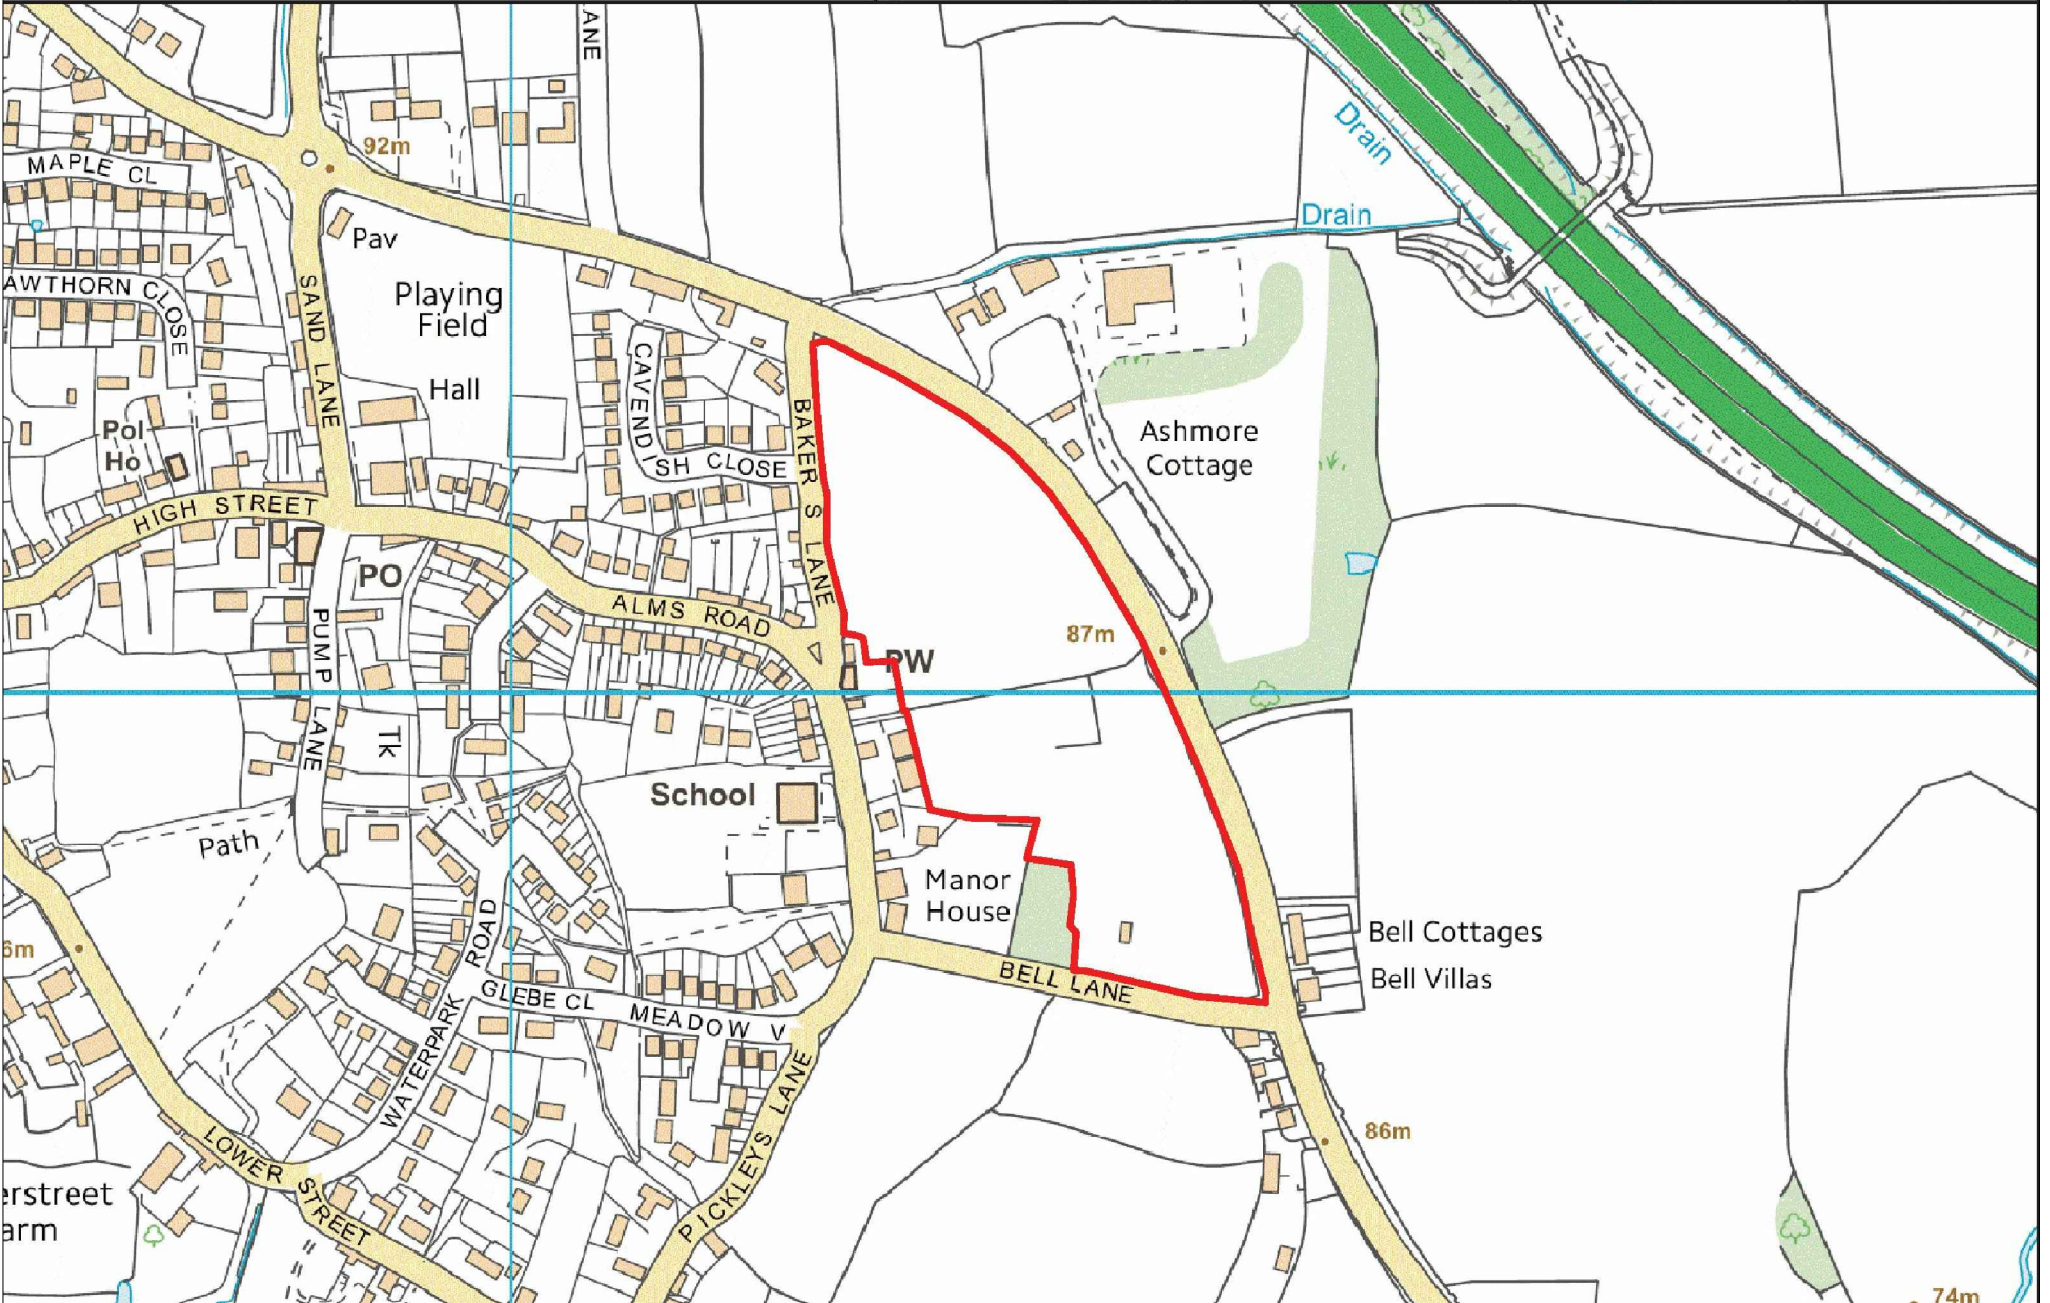 ANE
92m
Drain
MAPLE CL
Drain
Pav
AWTHORN CLOSE
SAND LANE
Playing
Field
Hall
CAVENDISH CLOSE
BAKER S LANE
Ashmore
Cottage
Pol
Ho
HIGH STREET
PO
ALMS ROAD
PUMP LANE
87m
PW
Tk
School
Path
Manor
House
ROAD
Bell Cottages
6m
BELL LANE
Bell Villas
GLEBE CL
MEADOW V
WATERPARK
PICKLEYS LANE
86m
LOWER STREET
erstreet
arm
74m